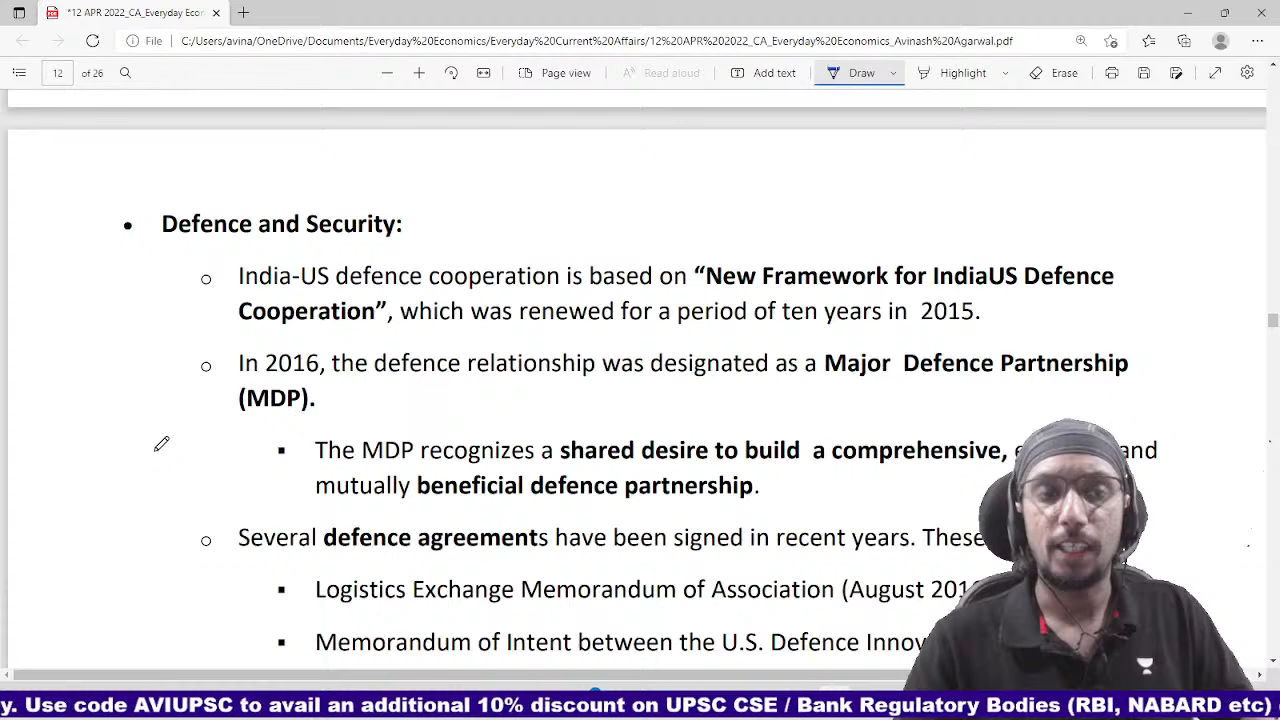 *12 APR 2022_CA_Everyday Econ
File C:/Users/avina/OneDrive/Documents/Everyday%20Economics/Everyday%20Current%20Affairs/12%20APR%202022_CA_Everyday%20Economics_Avinash%20Agarwal.pdf
12 of 26 Page view Read aloud Add text Draw Highlight Erase
• Defence and Security:
o India-US defence cooperation is based on “New Framework for IndiaUS Defence
Cooperation”, which was renewed for a period of ten years in 2015.
o In 2016, the defence relationship was designated as a Major Defence Partnership
(MDP).
▪ The MDP recognizes a shared desire to build a comprehensive, and
mutually beneficial defence partnership.
o Several defence agreements have been signed in recent years. These
▪ Logistics Exchange Memorandum of Association (August 201
▪ Memorandum of Intent between the U.S. Defence Innov
y. Use code AVIUPSC to avail an additional 10% discount on UPSC CSE / Bank Regulatory Bodies (RBI, NABARD etc)